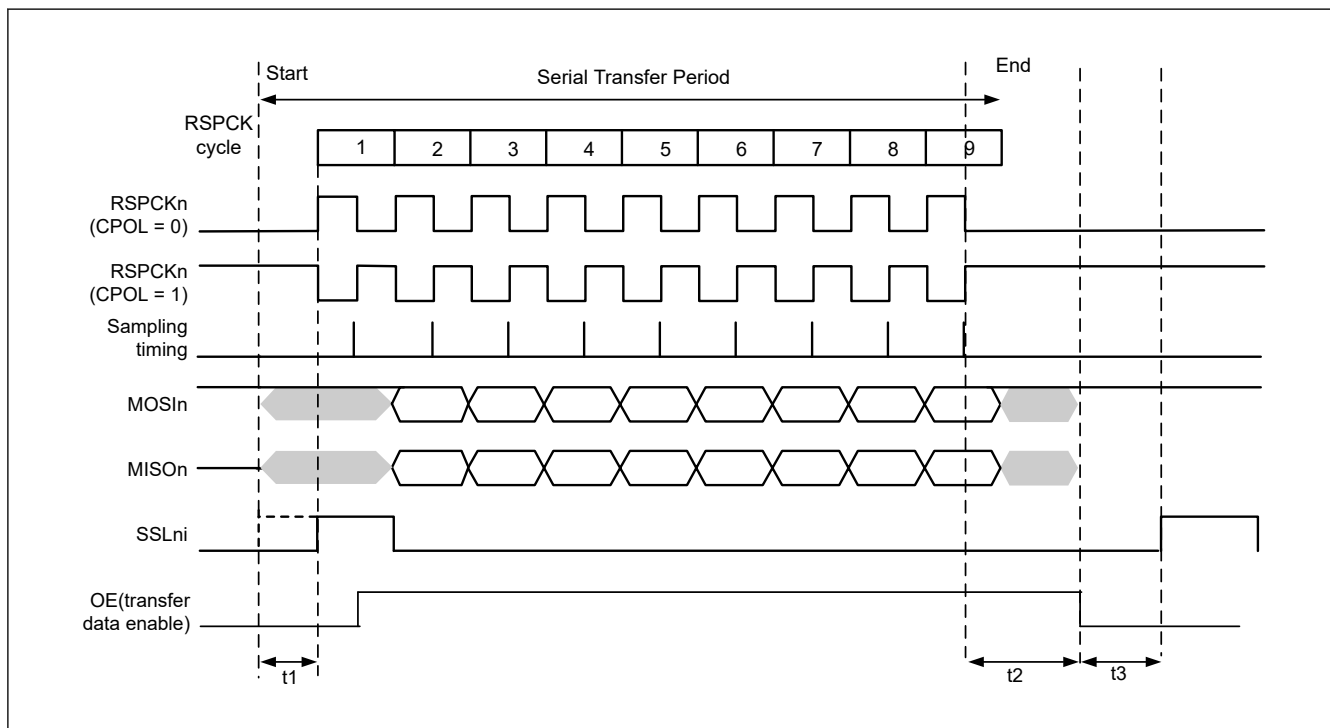 Start
Serial Transfer Period
End
RSPCK
cycle
1 2 3 4 5 6 7 8 9
RSPCKn
(CPOL = 0)
RSPCKn
(CPOL = 1)
Sampling
timing
MOSIn
MISOn
SSLni
OE(transfer
data enable)
t1
t2
t3